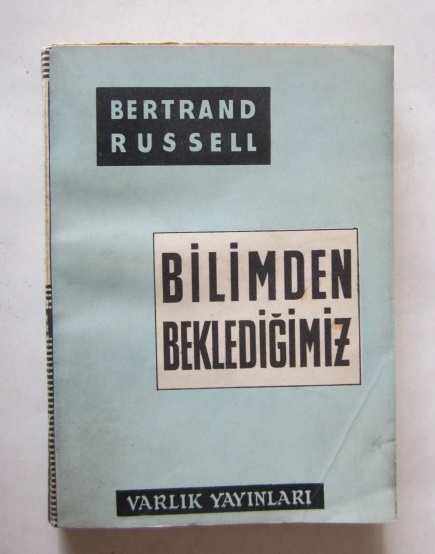 BERTRAND
RUSSELL
BİLİMDEN
BEKLEDİĞİMİZ
VARLIK YAYINLARI